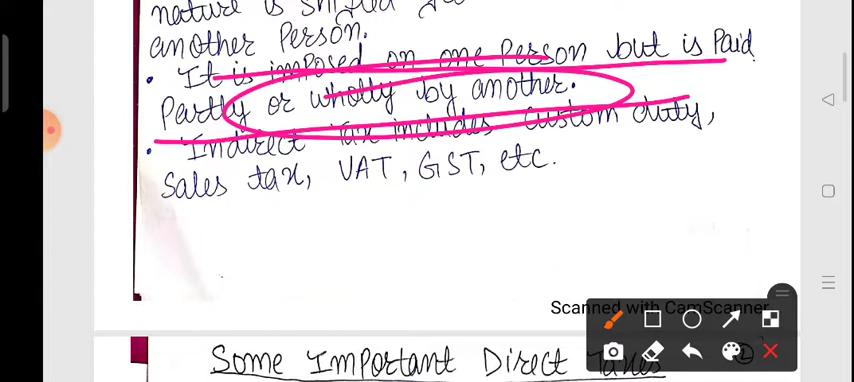 nature is shifted
another Person.
• It is imposed on one Person but is Paid
Partly or wholly by another.
• Indirect Tax includes Custom duty,
Sales tax, VAT, GST, etc.
Scanned with CamScanner
Some Important Direct Taxes